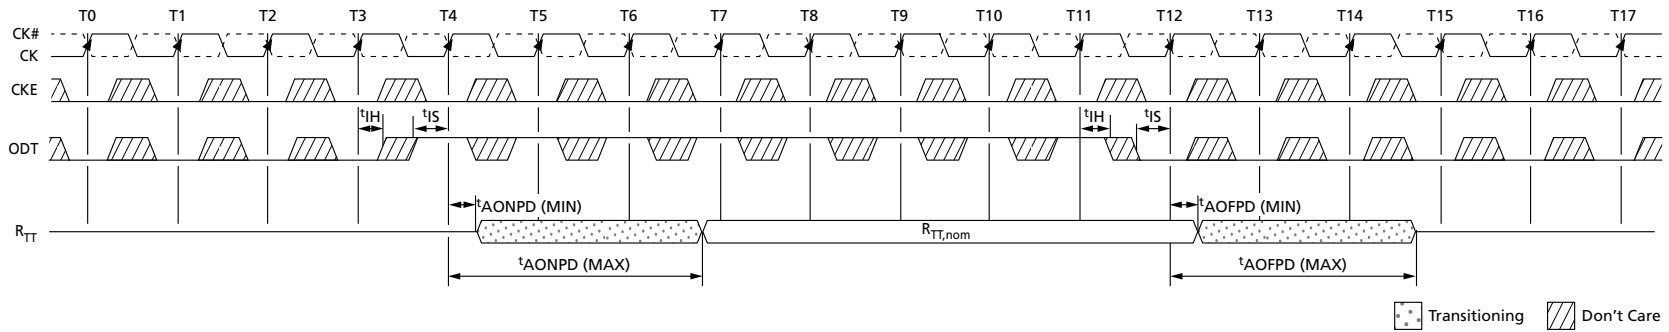 T0 T1 T2 T3 T4 T5 T6 T7 T8 T9 T10 T11 T12 T13 T14 T15 T16 T17
CK#
CK
CKE
tIH tIS tIH tIS
ODT
tAONPD (MIN) tAOFPD (MIN)
RTT RTT,nom
tAONPD (MAX) tAOFPD (MAX)
Transitioning Don't Care